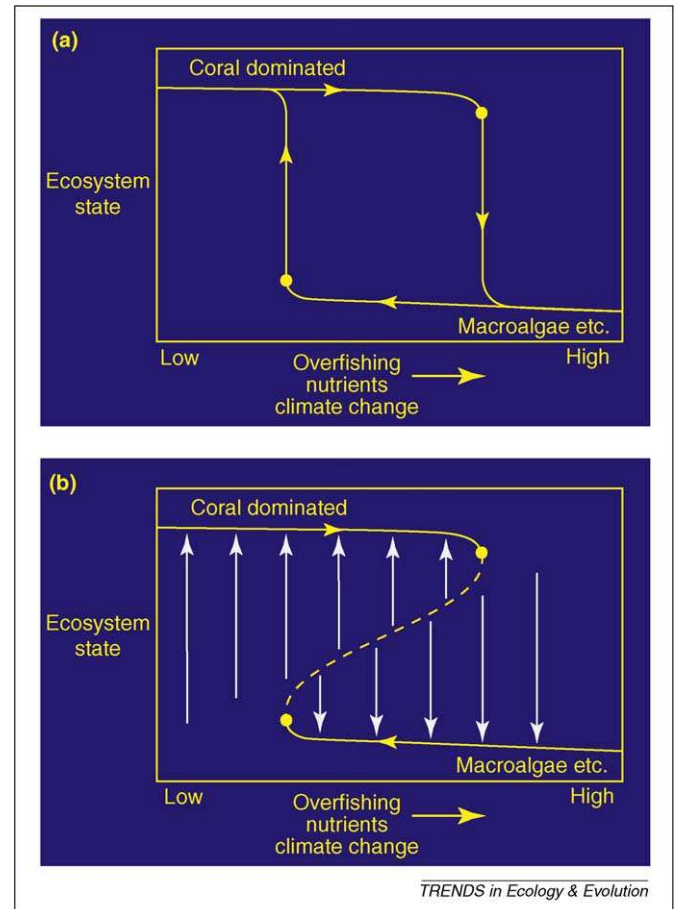 (a)
Coral dominated
Ecosystem
state
Macroalgae etc.
Low
High
Overfishing
nutrients
climate change
(b)
Coral dominated
Ecosystem
state
Macroalgae etc.
Low
High
Overfishing
nutrients
climate change
TRENDS in Ecology & Evolution